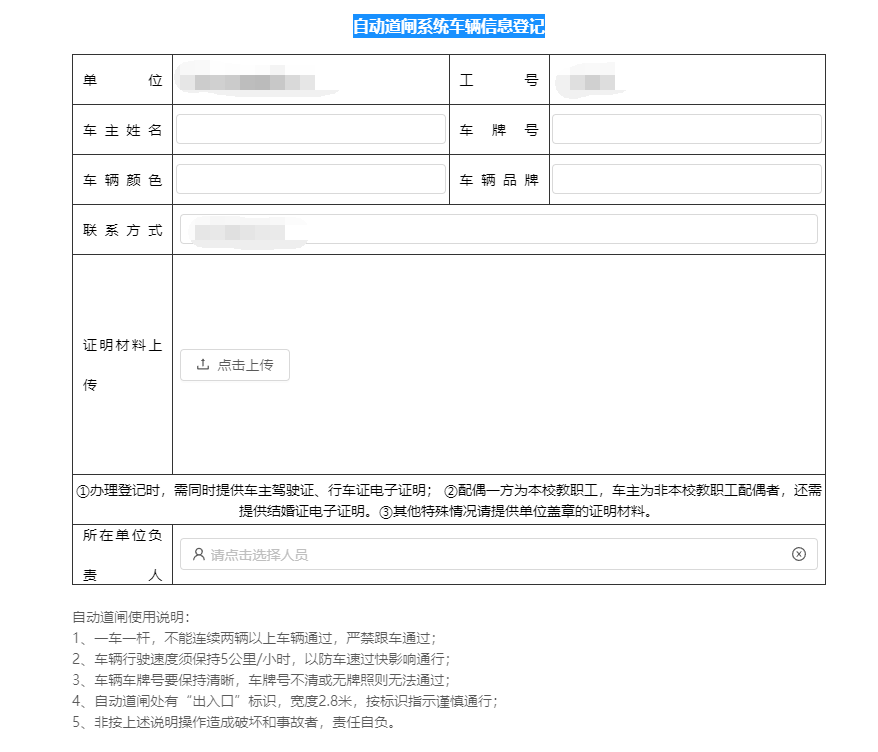 自动道闸系统车辆信息登记
单位
工号
车主姓名
车牌号
车辆颜色
车辆品牌
联系方式
证明材料上
传
点击上传
①办理登记时，需同时提供车主驾驶证、行车证电子证明； ②配偶一方为本校教职工，车主为非本校教职工配偶者，还需
提供结婚证电子证明。③其他特殊情况请提供单位盖章的证明材料。
所在单位负
责人
请点击选择人员
自动道闸使用说明：
1、一车一杆，不能连续两辆以上车辆通过，严禁跟车通过；
2、车辆行驶速度须保持5公里/小时，以防车速过快影响通行；
3、车辆车牌号要保持清晰，车牌号不清或无牌照则无法通过；
4、自动道闸处有“出入口”标识，宽度2.8米，按标识指示谨慎通行；
5、非按上述说明操作造成破坏和事故者，责任自负。